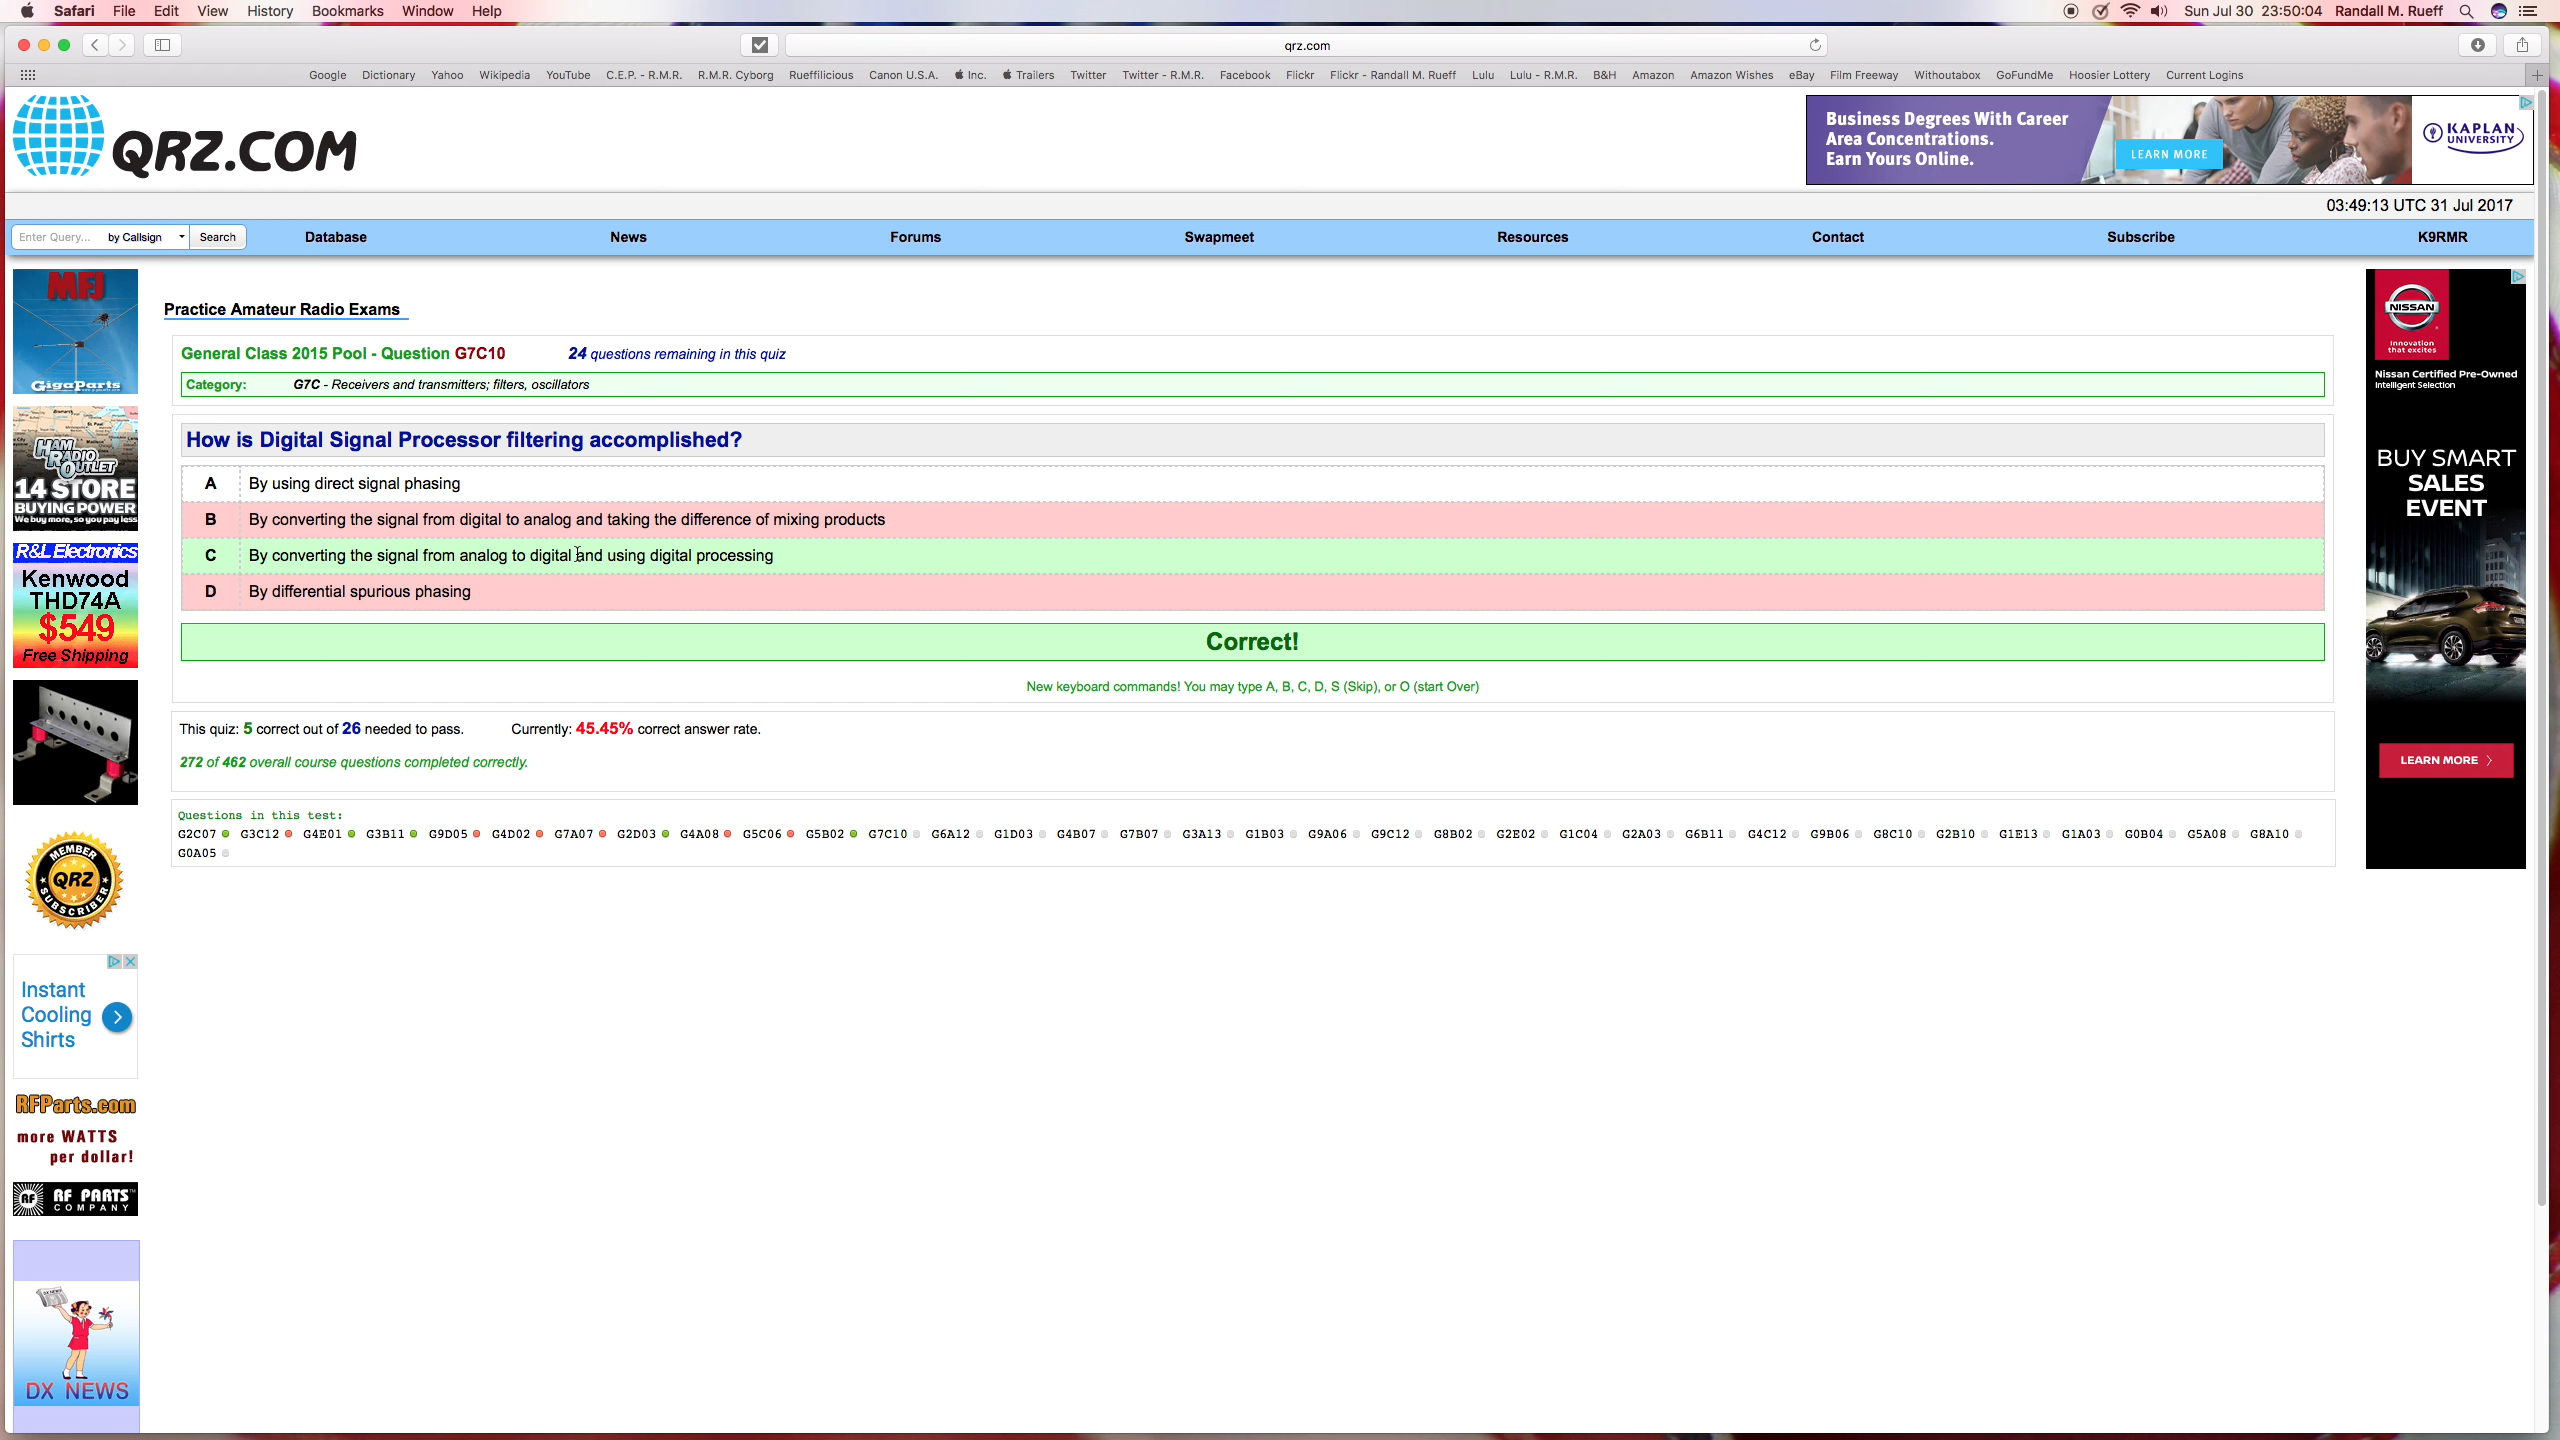 Safari File Edit View History Bookmarks Window Help
Sun Jul 30 23:50:04 Randall M. Rueff
qrz.com
Google Dictionary Yahoo Wikipedia YouTube C.E.P. - R.M.R. R.M.R. Cyborg Rueffilicious Canon U.S.A. Inc. Trailers Twitter Twitter - R.M.R. Facebook Flickr Flickr - Randall M. Rueff Lulu Lulu - R.M.R. B&H Amazon Amazon Wishes eBay Film Freeway Withoutabox GoFundMe Hoosier Lottery Current Logins
QRZ.COM
Business Degrees With Career
Area Concentrations.
Earn Yours Online.
LEARN MORE
KAPLAN
UNIVERSITY
03:49:13 UTC 31 Jul 2017
Enter Query... by Callsign Search Database News Forums Swapmeet Resources Contact Subscribe K9RMR
MFJ
GigaParts
HAM
RADIO
OUTLET
14 STORE
BUYING POWER
We buy more, so you pay less
R&L Electronics
Kenwood
THD74A
$549
Free Shipping
MEMBER
QRZ
SUBSCRIBER
Instant
Cooling
Shirts
RFParts.com
more WATTS
per dollar!
RF RF PARTS
COMPANY
DX NEWS
Practice Amateur Radio Exams
General Class 2015 Pool - Question G7C10 24 questions remaining in this quiz
Category: G7C - Receivers and transmitters; filters, oscillators
How is Digital Signal Processor filtering accomplished?
A By using direct signal phasing
B By converting the signal from digital to analog and taking the difference of mixing products
C By converting the signal from analog to digital and using digital processing
D By differential spurious phasing
Correct!
New keyboard commands! You may type A, B, C, D, S (Skip), or O (start Over)
This quiz: 5 correct out of 26 needed to pass. Currently: 45.45% correct answer rate.
272 of 462 overall course questions completed correctly.
Questions in this test:
G2C07 G3C12 G4E01 G3B11 G9D05 G4D02 G7A07 G2D03 G4A08 G5C06 G5B02 G7C10 G6A12 G1D03 G4B07 G7B07 G3A13 G1B03 G9A06 G9C12 G8B02 G2E02 G1C04 G2A03 G6B11 G4C12 G9B06 G8C10 G2B10 G1E13 G1A03 G0B04 G5A08 G8A10
G0A05
NISSAN
Innovation
that excites
Nissan Certified Pre-Owned
Intelligent Selection
BUY SMART
SALES
EVENT
LEARN MORE